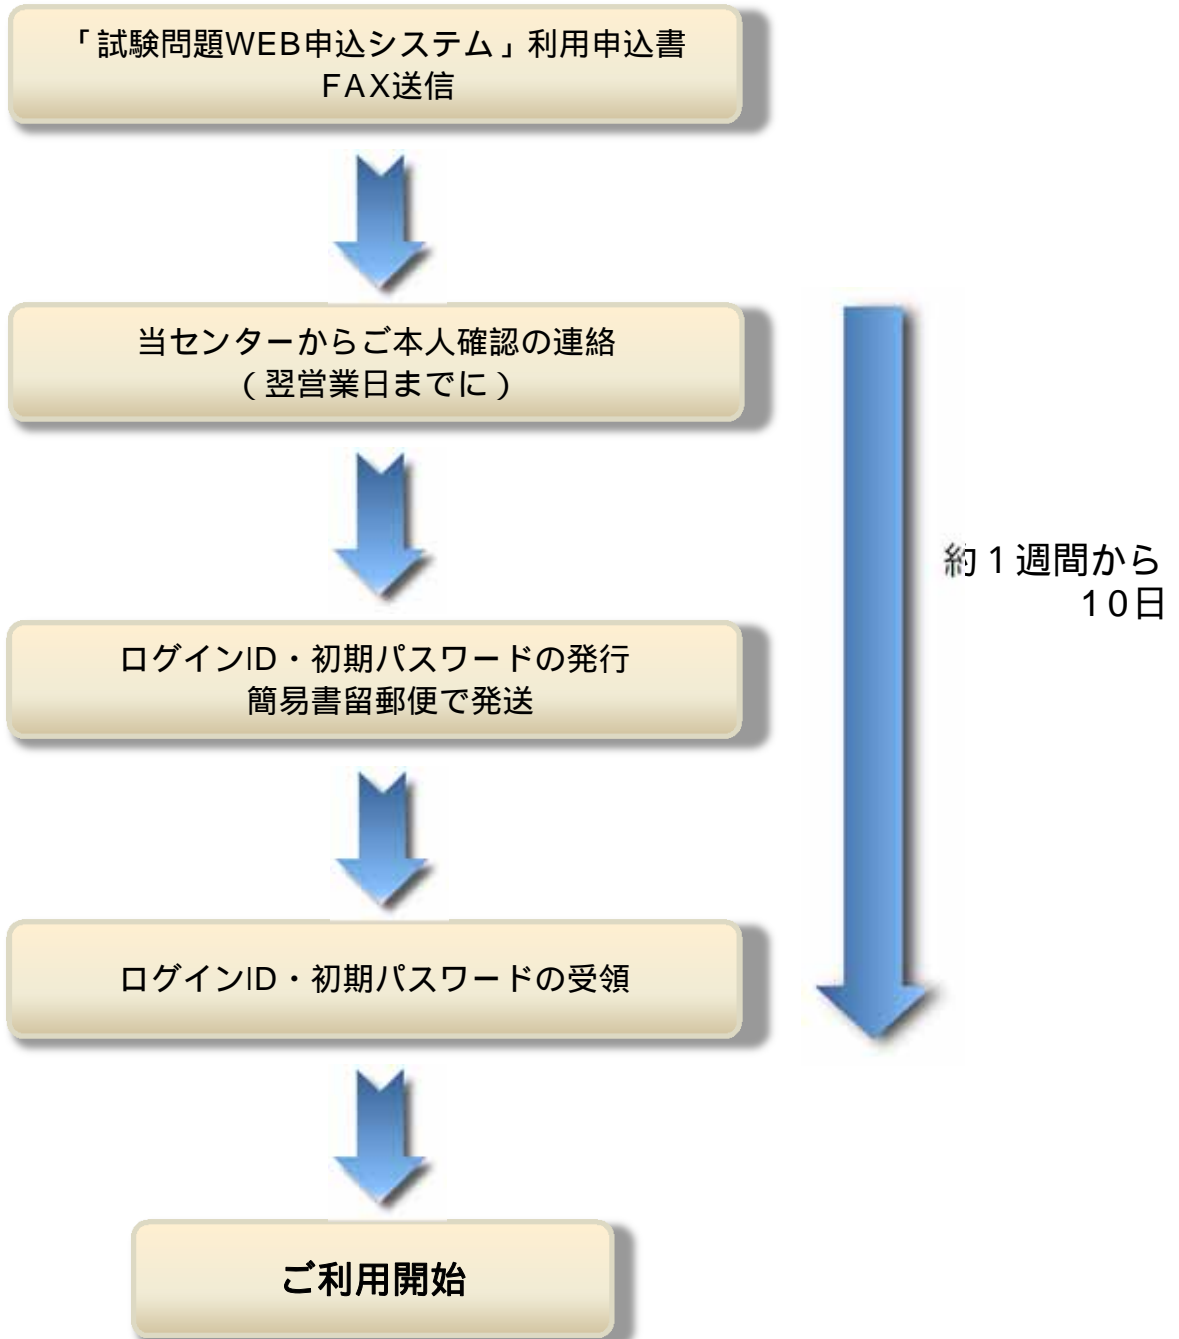 「試験問題WEB申込システム」利用申込書
FAX送信
当センターからご本人確認の連絡
(翌営業日までに)
ログインID・初期パスワードの発行
簡易書留郵便で発送
ログインID・初期パスワードの受領
ご利用開始
約1週間から
10日